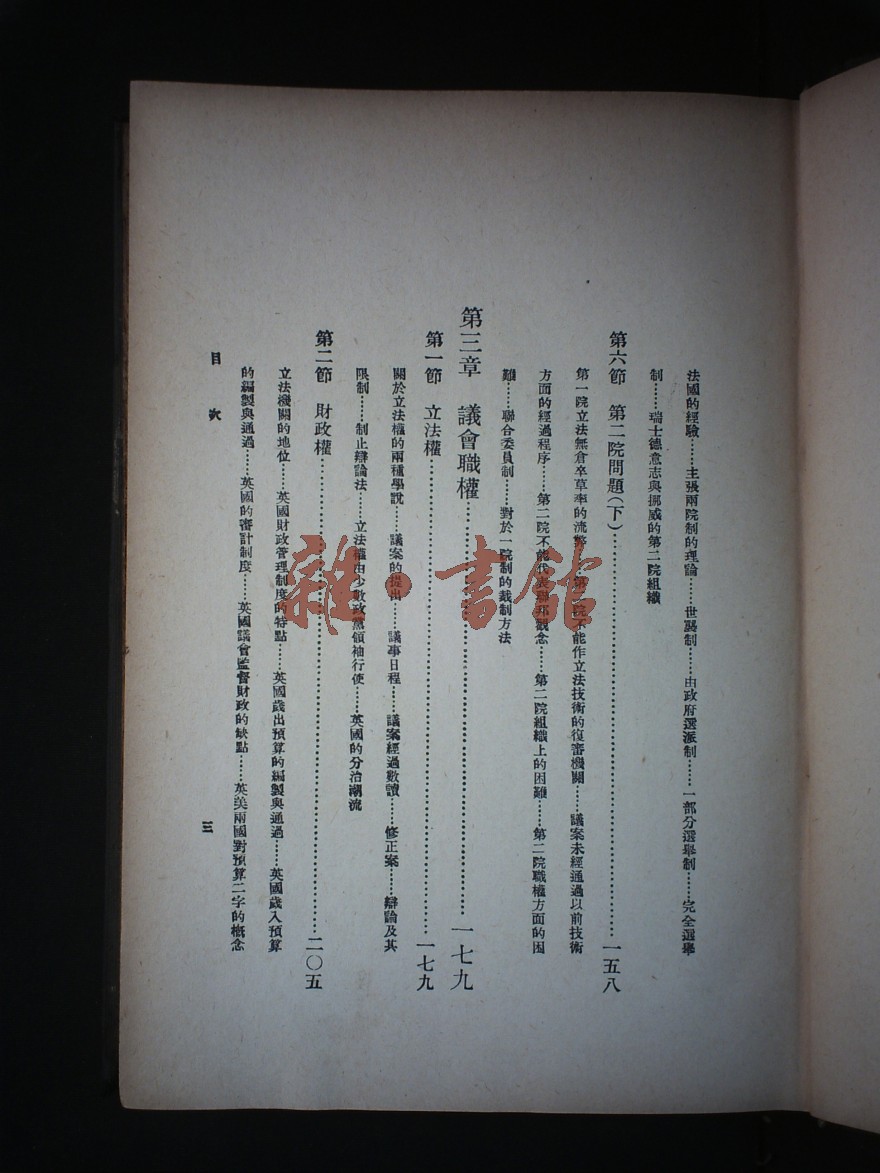 法國的經驗……主張兩院制的理論……世襲制……由政府選派制……一部分選舉制……完全選舉
制……瑞士德意志與挪威的第二院組織
第六節 第二院問題(下)……一五八
第一院立法無倉卒草率的流弊……第二院不能作立法技術的復審機關……議案未經通過以前技術
方面的經過程序……第二院不能代表聯邦觀念……第二院組織上的困難……第二院職權方面的困
難……聯合委員制……對於一院制的裁制方法
第三章 議會職權……一七九
第一節 立法權……一七九
關於立法權的兩種學說……議案的提出……議事日程……議案經過數讀……修正案……辯論及其
限制……制止辯論法……立法權由少數政黨領袖行使……英國的分治潮流
第二節 財政權……二〇五
立法機關的地位……英國財政管理制度的特點……英國歲出預算的編製與通過……英國歲入預算
的編製與通過……英國的審計制度……英國議會監督財政的缺點……英美兩國對預算二字的概念
目 次
三
雜·書館